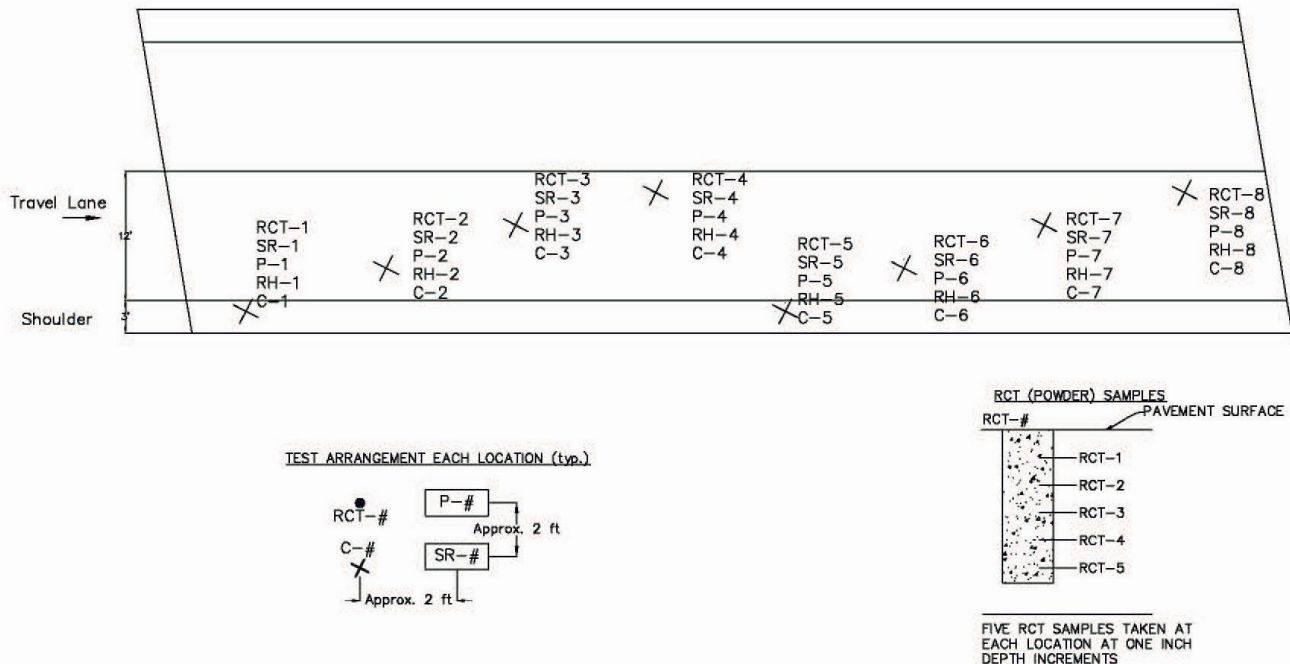 Travel Lane
12'
Shoulder
3'
RCT-1
SR-1
P-1
RH-1
C-1
RCT-2
SR-2
P-2
RH-2
C-2
RCT-3
SR-3
P-3
RH-3
C-3
RCT-4
SR-4
P-4
RH-4
C-4
RCT-5
SR-5
P-5
RH-5
C-5
RCT-6
SR-6
P-6
RH-6
C-6
RCT-7
SR-7
P-7
RH-7
C-7
RCT-8
SR-8
P-8
RH-8
C-8
TEST ARRANGEMENT EACH LOCATION (typ.)
RCT-#
P-#
Approx. 2 ft
C-#
SR-#
Approx. 2 ft
RCT (POWDER) SAMPLES
RCT-#
PAVEMENT SURFACE
RCT-1
RCT-2
RCT-3
RCT-4
RCT-5
FIVE RCT SAMPLES TAKEN AT
EACH LOCATION AT ONE INCH
DEPTH INCREMENTS